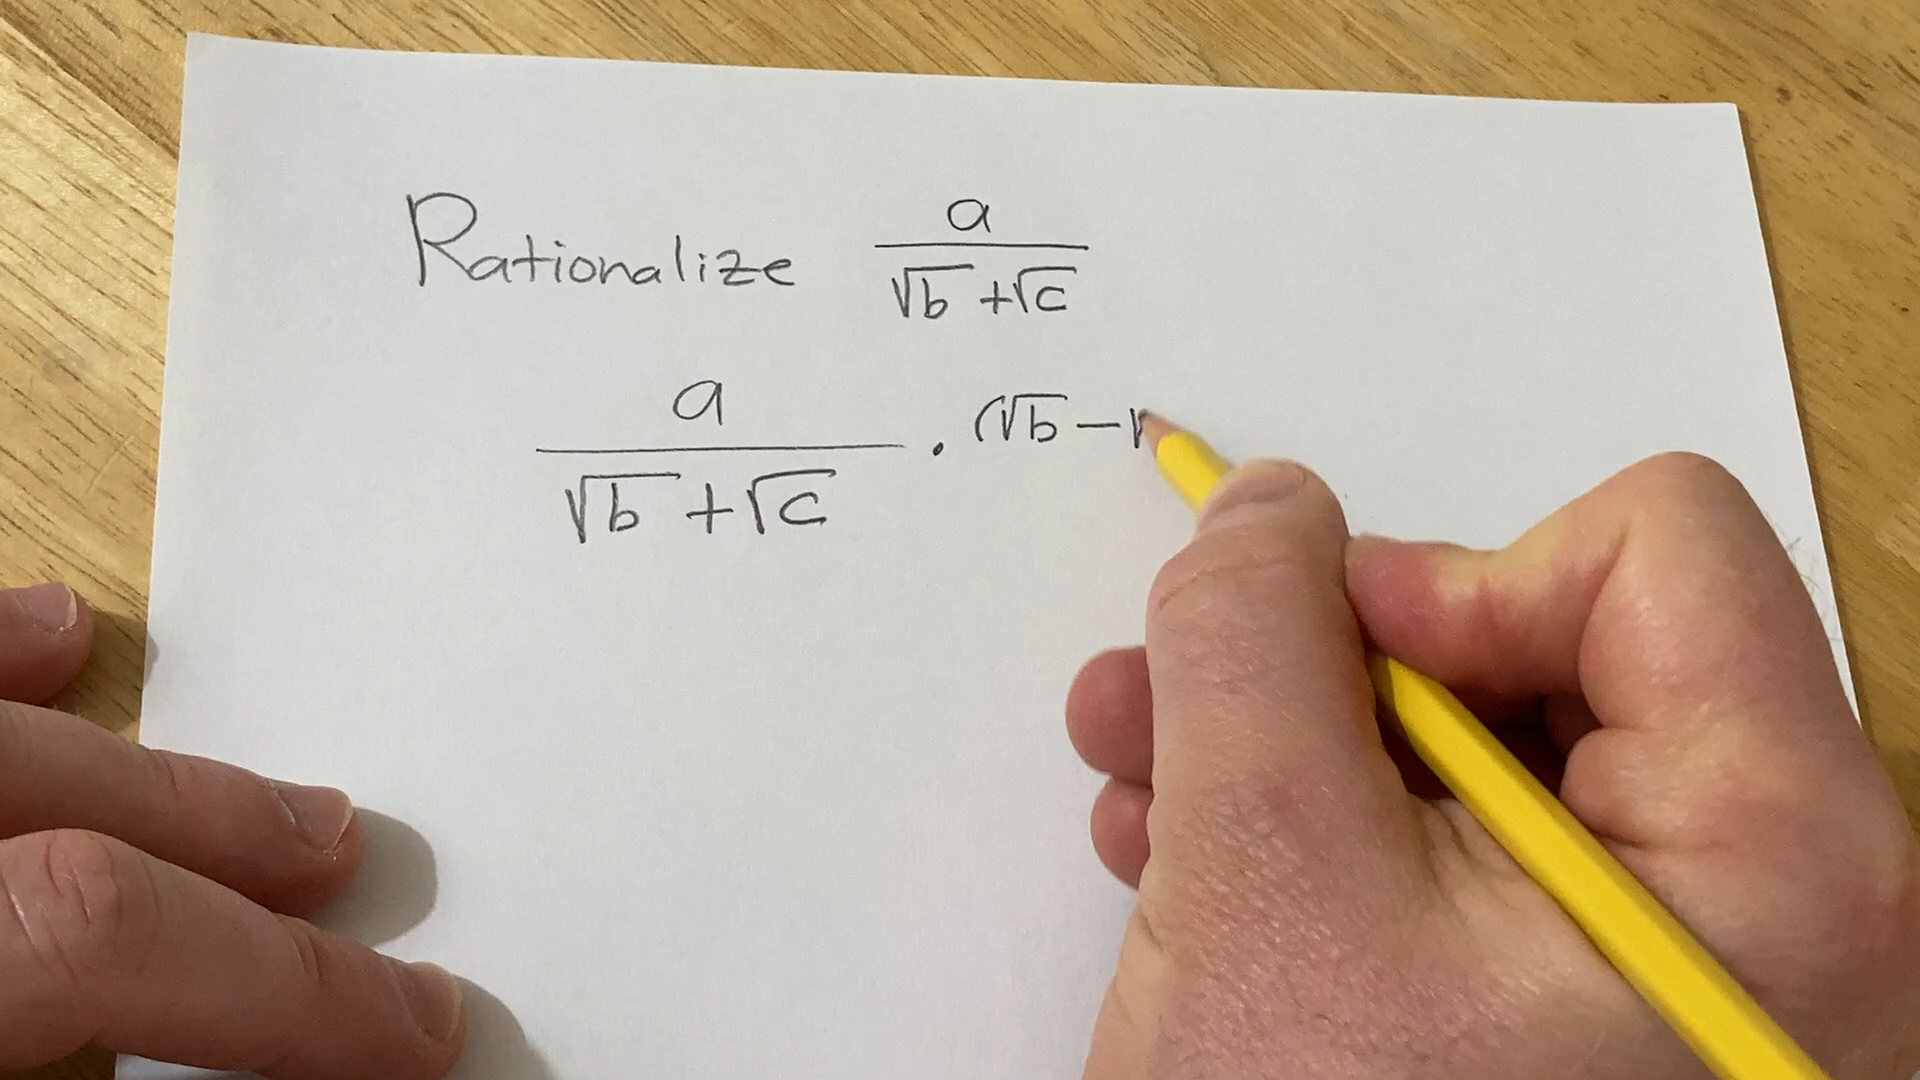 Rationalize a/(√b+√c)
a/(√b+√c) · (√b-√